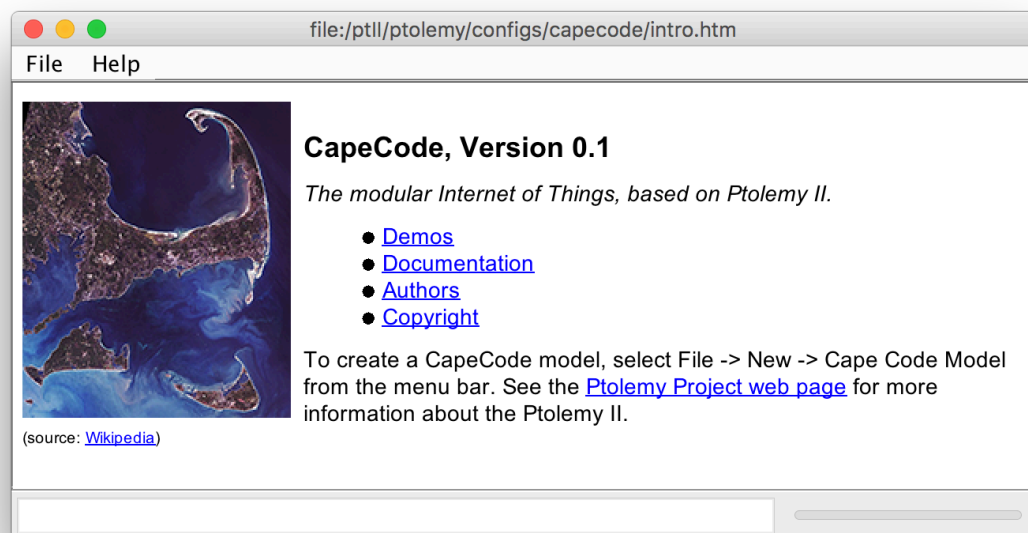 file:/ptII/ptolemy/configs/capecode/intro.htm
File Help
CapeCode, Version 0.1
The modular Internet of Things, based on Ptolemy II.
Demos
Documentation
Authors
Copyright
To create a CapeCode model, select File -> New -> Cape Code Model
from the menu bar. See the Ptolemy Project web page for more
information about the Ptolemy II.
(source: Wikipedia)